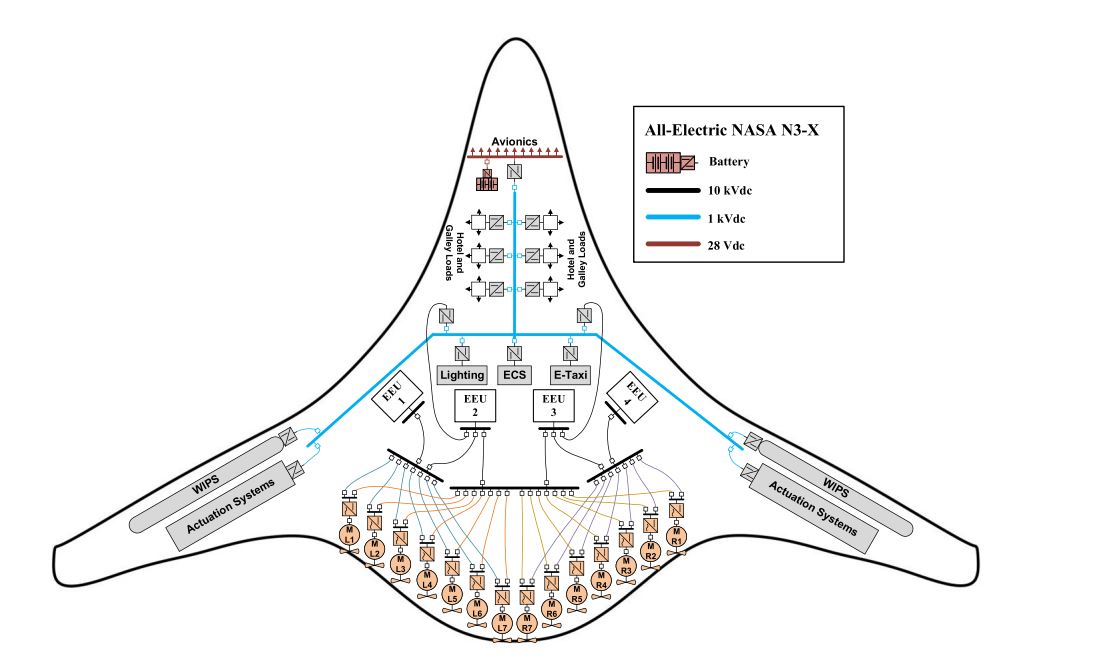 All-Electric NASA N3-X
Battery
10 kVdc
1 kVdc
28 Vdc
Avionics
Hotel and
Galley Loads
Hotel and
Galley Loads
Lighting
ECS
E-Taxi
EEU
1
EEU
2
EEU
3
EEU
4
WIPS
Actuation Systems
WIPS
Actuation Systems
M
L1
M
L2
M
L3
M
L4
M
L5
M
L6
M
L7
M
R7
M
R6
M
R5
M
R4
M
R3
M
R2
M
R1